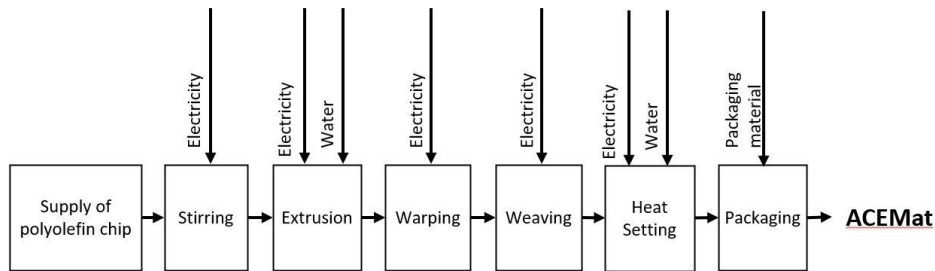 Electricity
Electricity
Water
Electricity
Electricity
Electricity
Water
Packaging
material
Supply of
polyolefin chip
Stirring
Extrusion
Warping
Weaving
Heat
Setting
Packaging
ACEMat